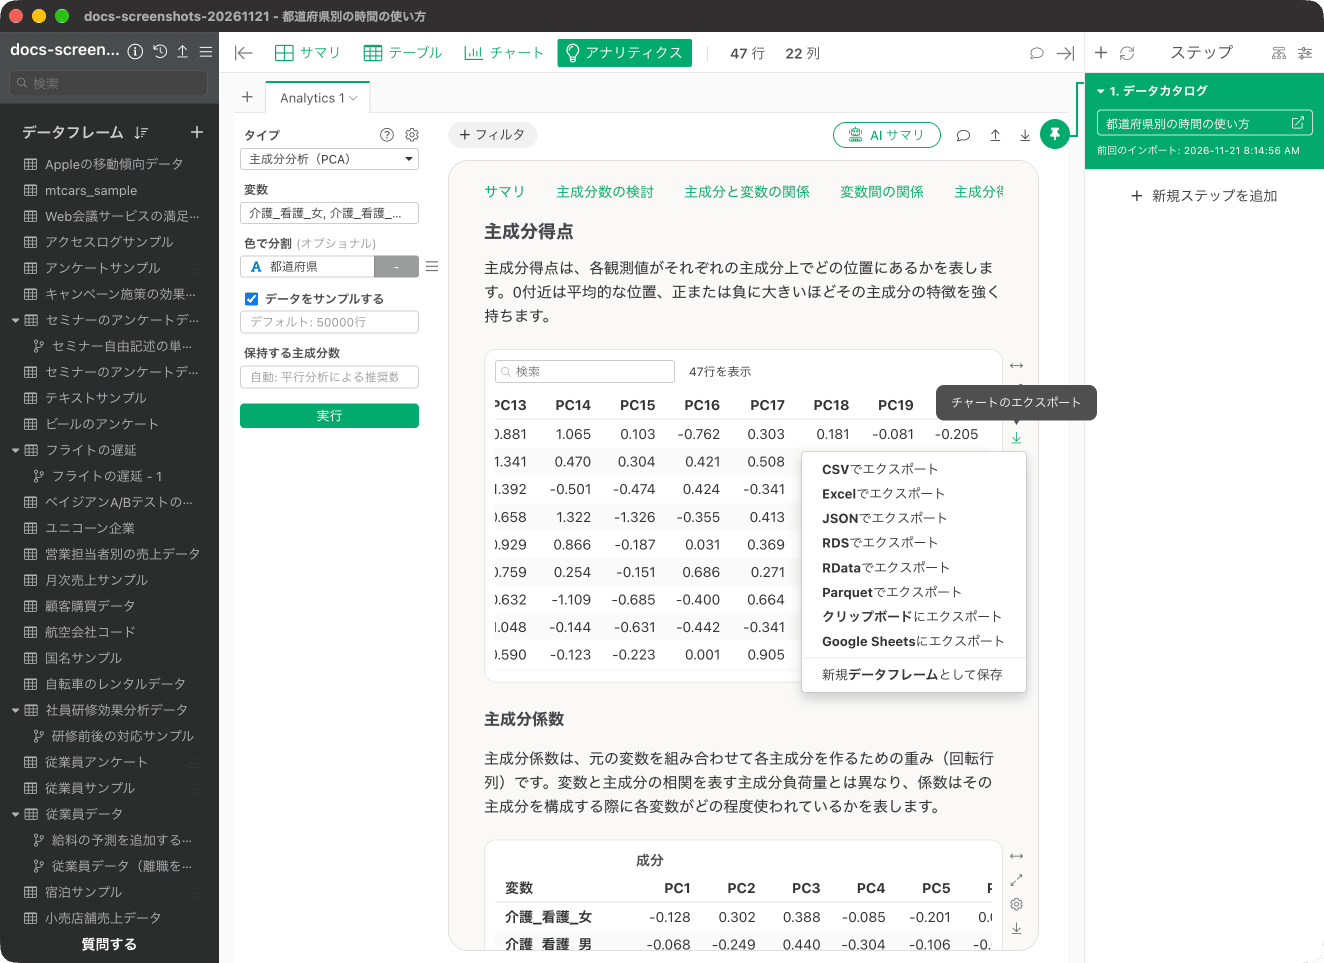 docs-screenshots-20261121 - 都道府県別の時間の使い方
docs-screen...
検索
データフレーム
Appleの移動傾向データ
mtcars_sample
Web会議サービスの満足...
アクセスログサンプル
アンケートサンプル
キャンペーン施策の効果...
セミナーのアンケートデ...
セミナー自由記述の単...
セミナーのアンケートデ...
テキストサンプル
ビールのアンケート
フライトの遅延
フライトの遅延 - 1
ベイジアンA/Bテストの...
ユニコーン企業
営業担当者別の売上データ
月次売上サンプル
顧客購買データ
航空会社コード
国名サンプル
自転車のレンタルデータ
社員研修効果分析データ
研修前後の対応サンプル
従業員アンケート
従業員サンプル
従業員データ
給料の予測を追加する...
従業員データ（離職を...
宿泊サンプル
小売店舗売上データ
質問する
サマリ テーブル チャート アナリティクス 47 行 22 列
Analytics 1
タイプ
主成分分析（PCA）
変数
介護_看護_女, 介護_看護_...
色で分割 (オプショナル)
都道府県 -
データをサンプルする
デフォルト: 50000行
保持する主成分数
自動: 平行分析による推奨数
実行
フィルタ
AI サマリ
サマリ 主成分数の検討 主成分と変数の関係 変数間の関係 主成分得
主成分得点
主成分得点は、各観測値がそれぞれの主成分上でどの位置にあるかを表しま
す。0付近は平均的な位置、正または負に大きいほどその主成分の特徴を強く
持ちます。
検索 47行を表示
PC13 PC14 PC15 PC16 PC17 PC18 PC19
0.881 1.065 0.103 -0.762 0.303 0.181 -0.081 -0.205
1.341 0.470 0.304 0.421 0.508
.392 -0.501 -0.474 0.424 -0.341
0.658 1.322 -1.326 -0.355 0.413
0.929 0.866 -0.187 0.031 0.369
0.759 0.254 -0.151 0.686 0.271
0.632 -1.109 -0.685 -0.400 0.664
.048 -0.144 -0.631 -0.442 -0.341
0.590 -0.123 -0.223 0.001 0.905
チャートのエクスポート
CSVでエクスポート
Excelでエクスポート
JSONでエクスポート
RDSでエクスポート
RDataでエクスポート
Parquetでエクスポート
クリップボードにエクスポート
Google Sheetsにエクスポート
新規データフレームとして保存
主成分係数
主成分係数は、元の変数を組み合わせて各主成分を作るための重み（回転行
列）です。変数と主成分の相関を表す主成分負荷量とは異なり、係数はその
主成分を構成する際に各変数がどの程度使われているかを表します。
成分
変数 PC1 PC2 PC3 PC4 PC5
介護_看護_女 -0.128 0.302 0.388 -0.085 -0.201 0.0
介護_看護_男 -0.068 -0.249 0.440 -0.304 -0.106 -0.
ステップ
1. データカタログ
都道府県別の時間の使い方
前回のインポート: 2026-11-21 8:14:56 AM
新規ステップを追加